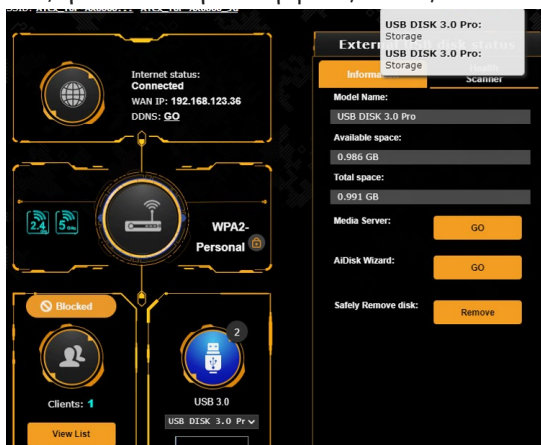 USB DISK 3.0 Pro:
Storage
USB DISK 3.0 Pro:
Storage
Internet status:
Connected
WAN IP: 192.168.123.36
DDNS: GO
2.4
5
WPA2-
Personal
Blocked
Clients: 1
View List
2
USB 3.0
USB DISK 3.0 Pr
Scanner
Model Name:
USB DISK 3.0 Pro
Available space:
0.986 GB
Total space:
0.991 GB
Media Server:
GO
AiDisk Wizard:
GO
Safely Remove disk:
Remove